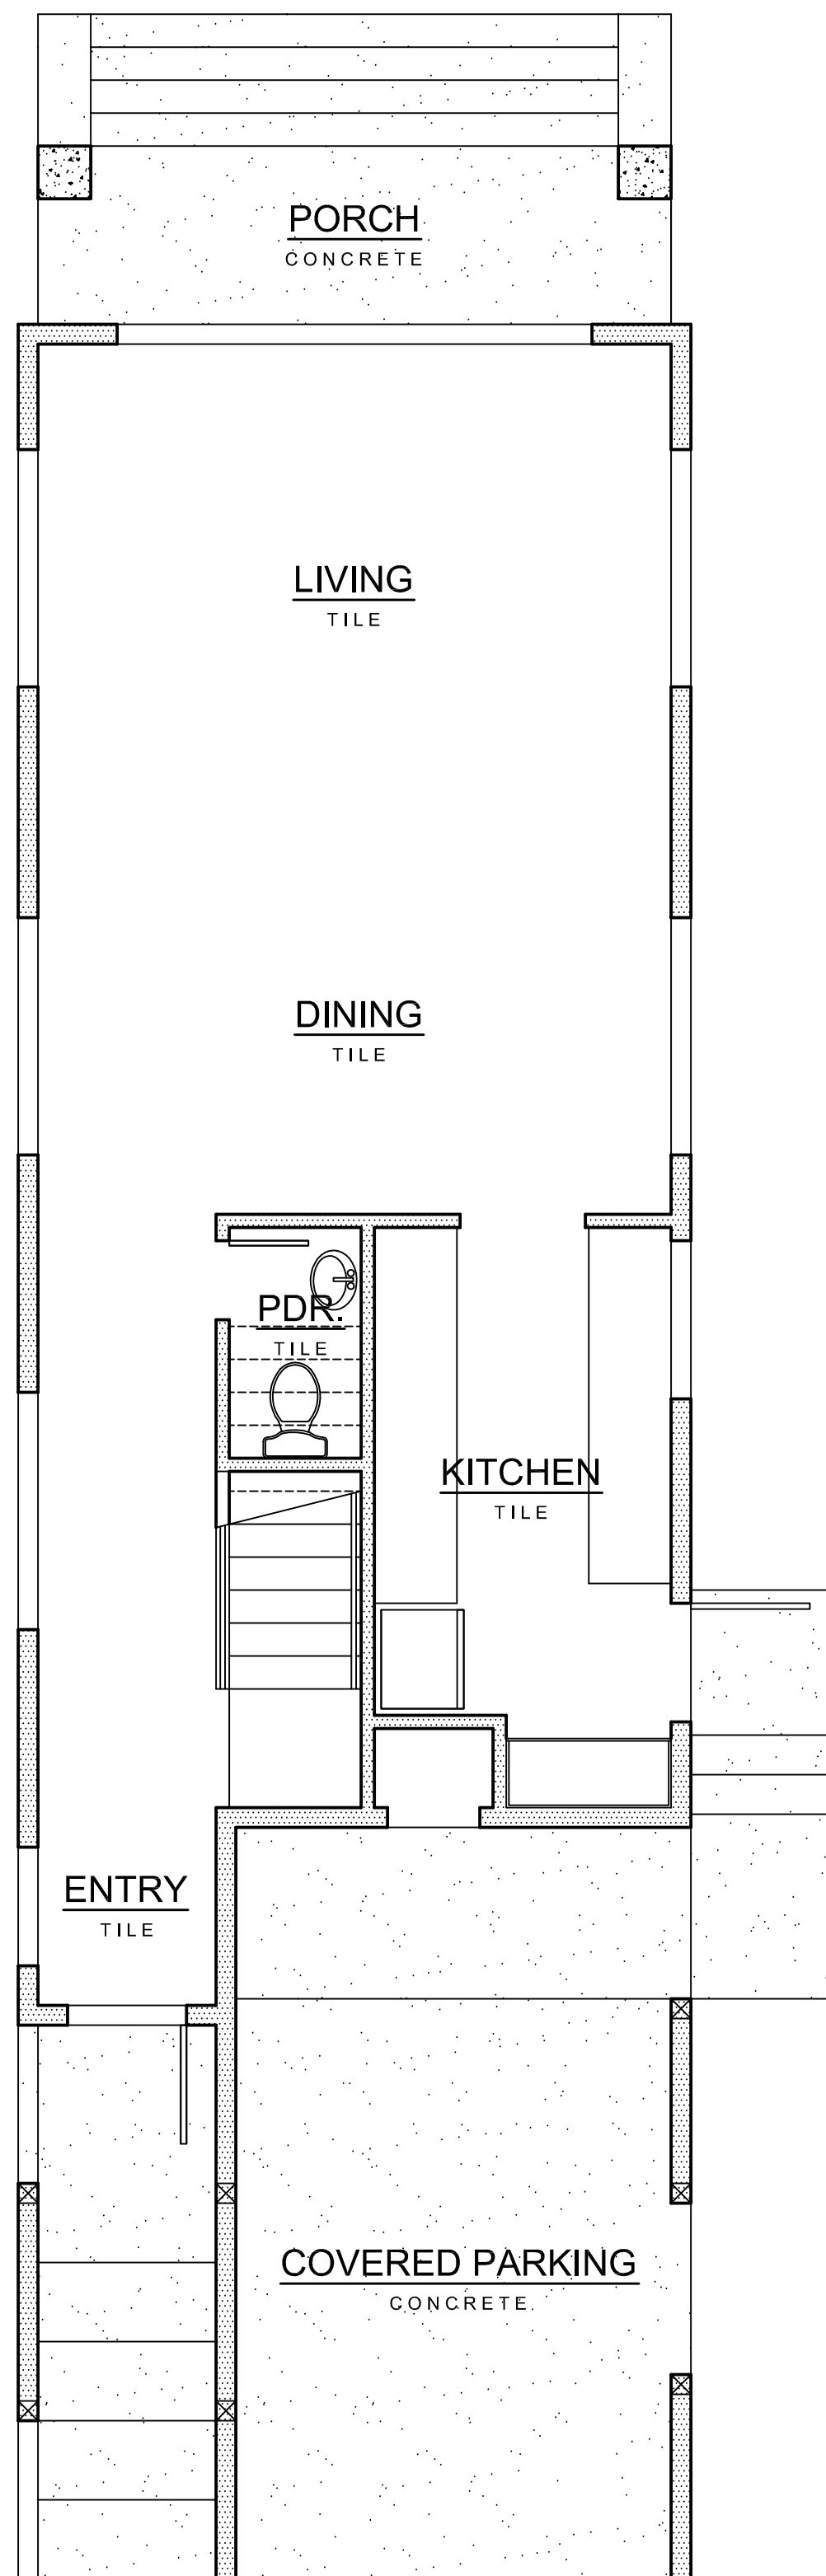 PORCH
CONCRETE
LIVING
TILE
DINING
TILE
PDR.
TILE
KITCHEN
TILE
ENTRY
TILE
COVERED PARKING
CONCRETE